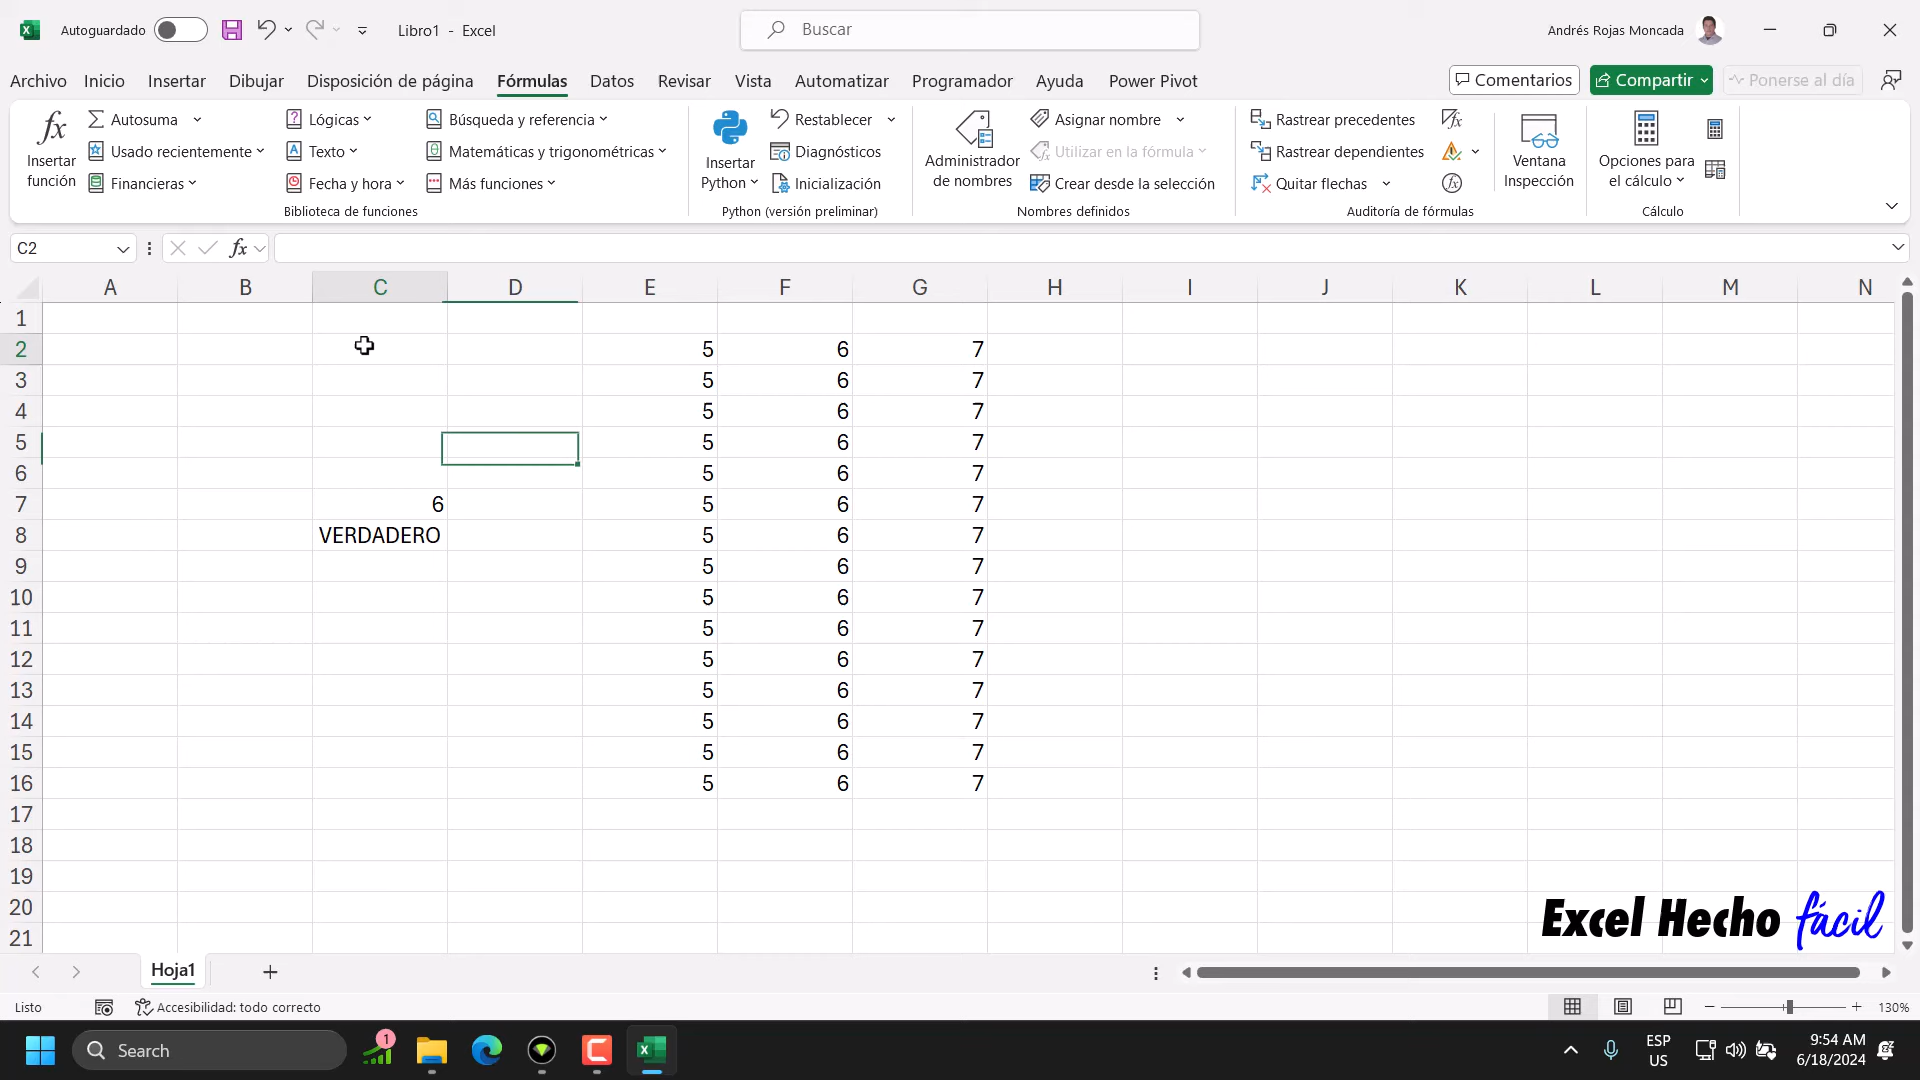 Autoguardado
Libro1 - Excel
Buscar
Andrés Rojas Moncada
Archivo Inicio Insertar Dibujar Disposición de página Fórmulas Datos Revisar Vista Automatizar Programador Ayuda Power Pivot
Comentarios Compartir Ponerse al día
Insertar función
Autosuma
Usado recientemente
Financieras
Lógicas
Texto
Fecha y hora
Búsqueda y referencia
Matemáticas y trigonométricas
Más funciones
Biblioteca de funciones
Insertar Python
Restablecer
Diagnósticos
Inicialización
Python (versión preliminar)
Administrador de nombres
Asignar nombre
Utilizar en la fórmula
Crear desde la selección
Nombres definidos
Rastrear precedentes
Rastrear dependientes
Quitar flechas
Auditoría de fórmulas
Ventana Inspección
Opciones para el cálculo
Cálculo
C2 fx
A B C D E F G H I J K L M N
1
2 5 6 7
3 5 6 7
4 5 6 7
5 5 6 7
6 5 6 7
7 6 5 6 7
8 VERDADERO 5 6 7
9 5 6 7
10 5 6 7
11 5 6 7
12 5 6 7
13 5 6 7
14 5 6 7
15 5 6 7
16 5 6 7
17
18
19
20
21
Excel Hecho fácil
Hoja1
Listo Accesibilidad: todo correcto 130%
Search 1
ESP
US
9:54 AM
6/18/2024